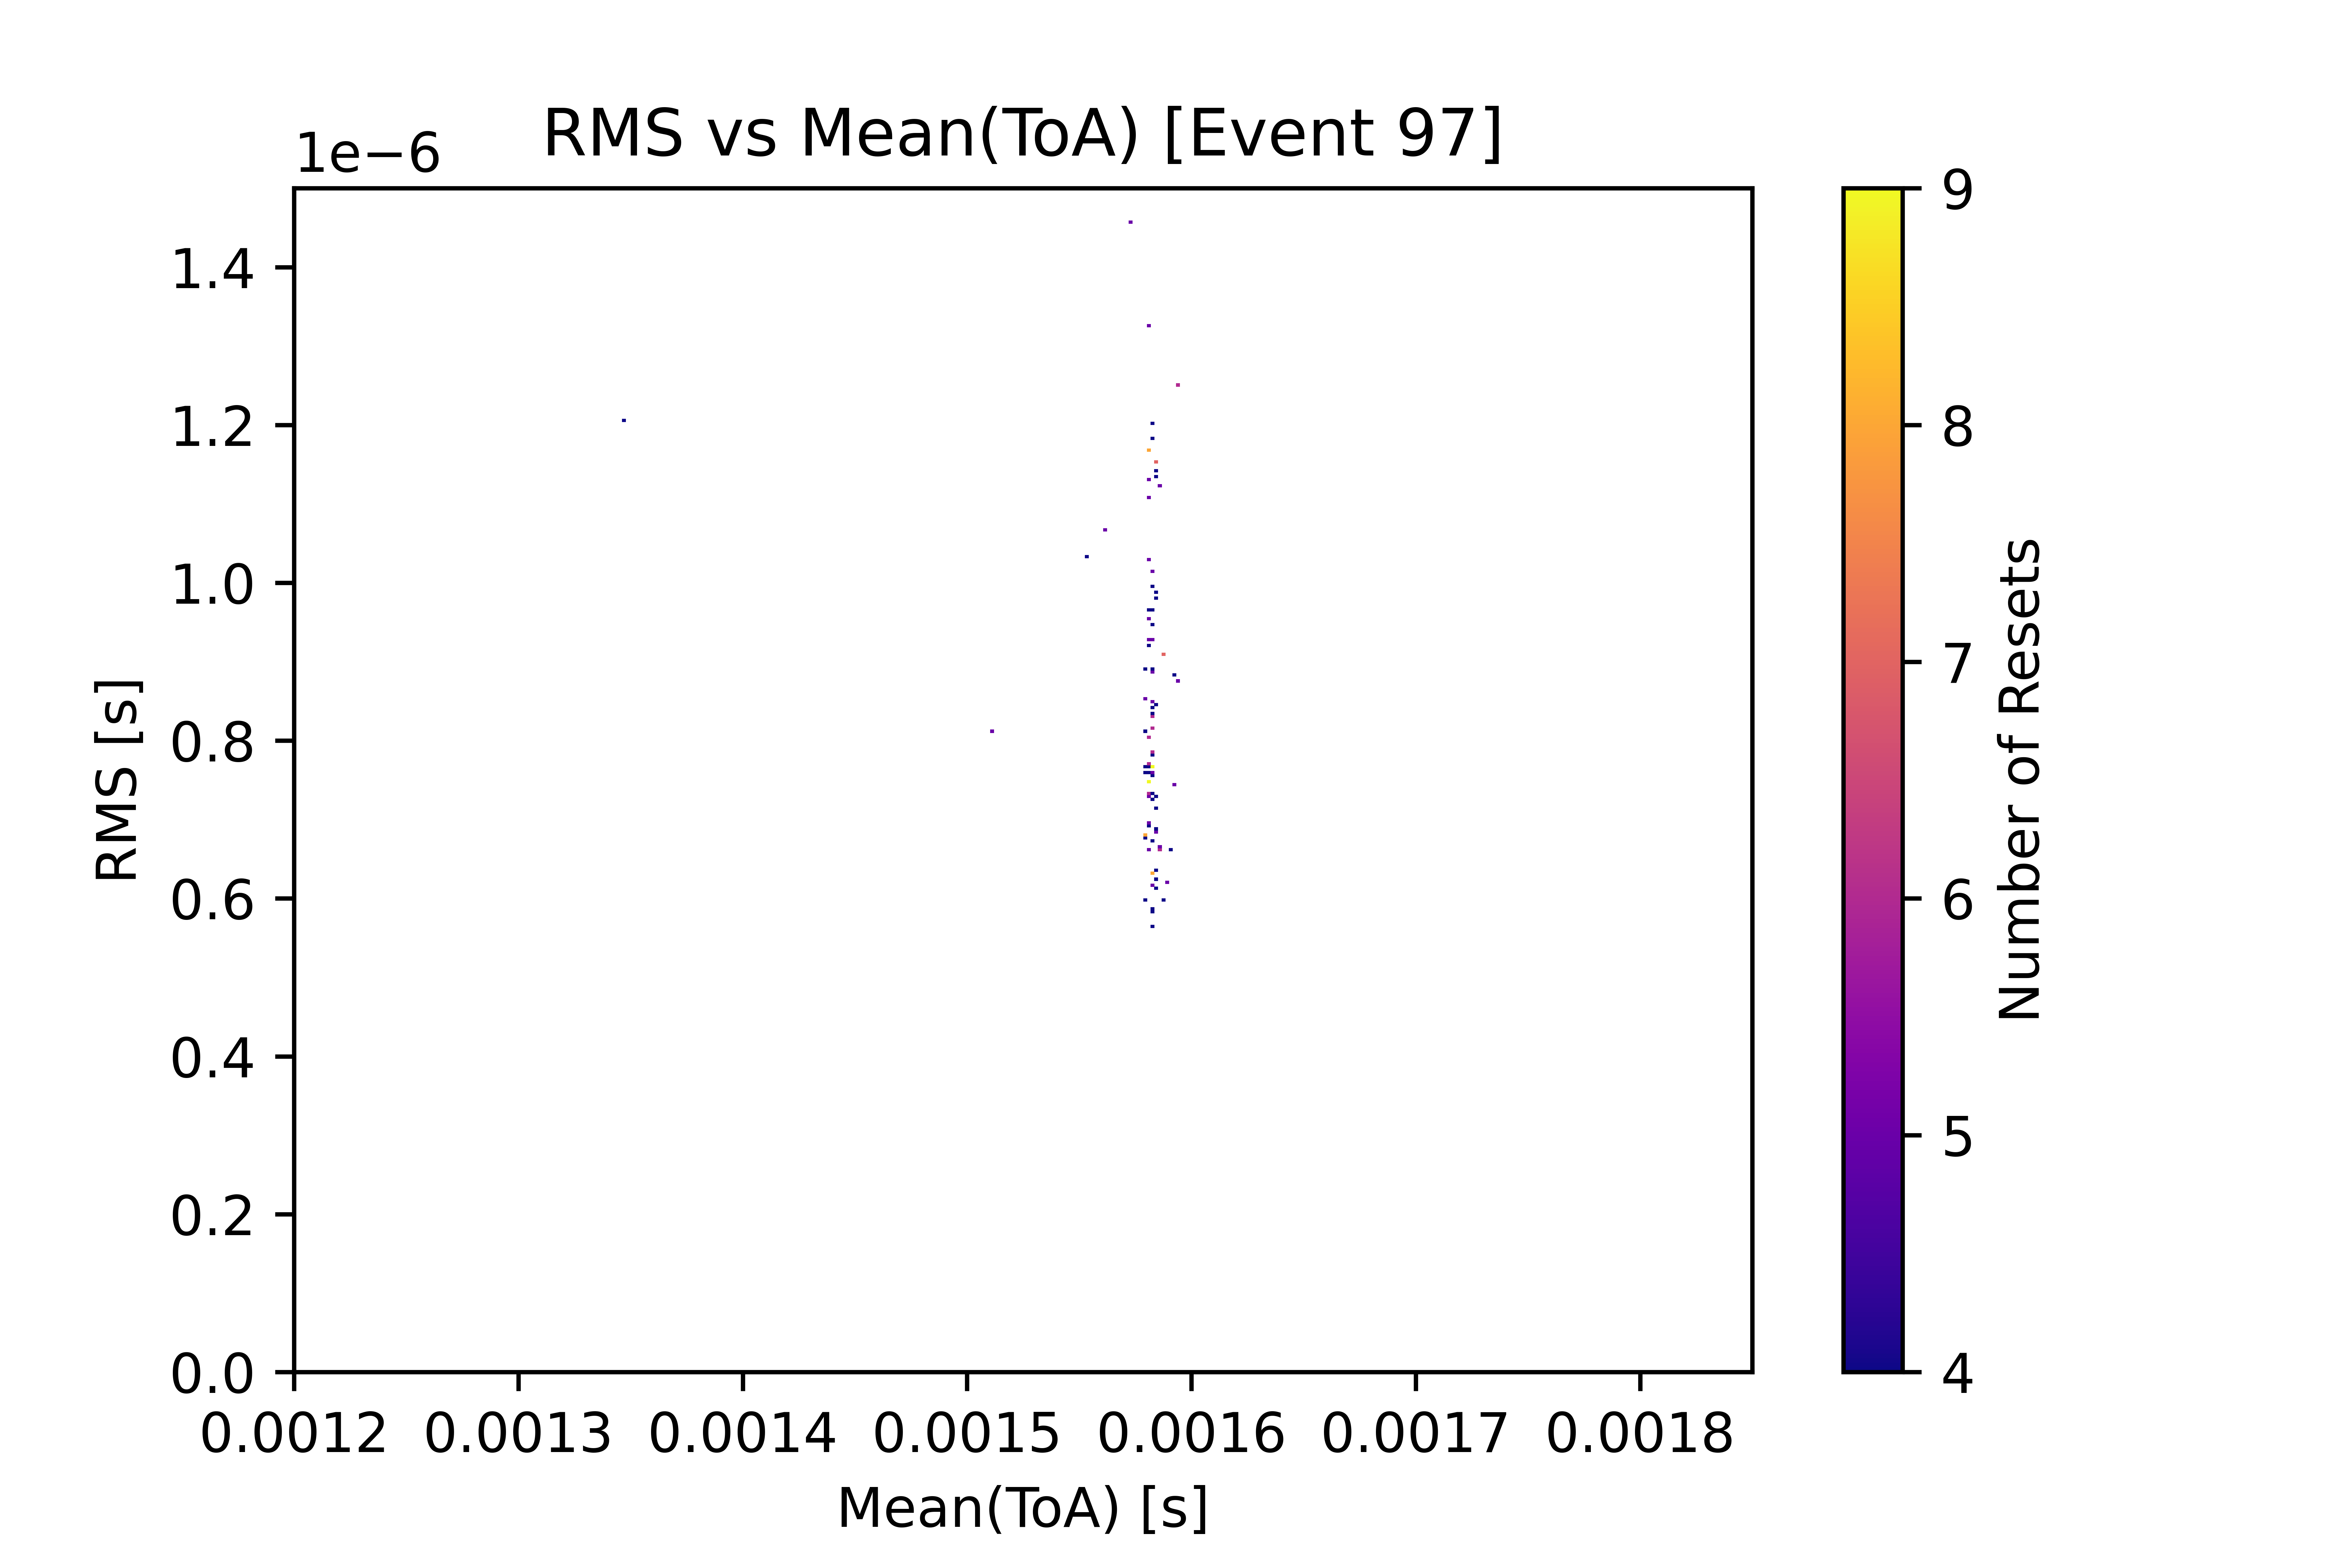 RMS vs Mean(ToA) [Event 97]
1e−6
1.4
1.2
1.0
0.8
0.6
0.4
0.2
0.0
RMS [s]
0.0012 0.0013 0.0014 0.0015 0.0016 0.0017 0.0018
Mean(ToA) [s]
9
8
7
6
5
4
Number of Resets